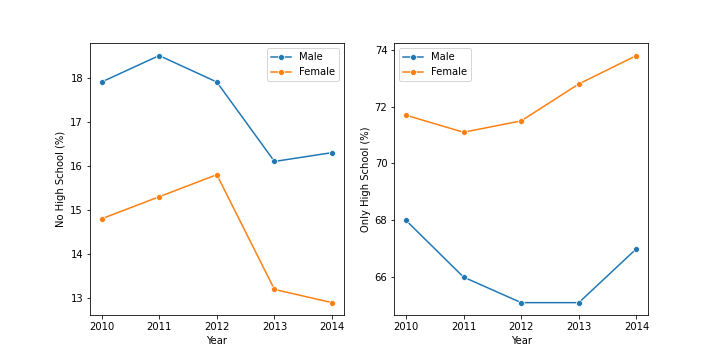 No High School (%)
18
17
16
15
14
13
2010 2011 2012 2013 2014
Year
Male
Female
Only High School (%)
74
72
70
68
66
2010 2011 2012 2013 2014
Year
Male
Female